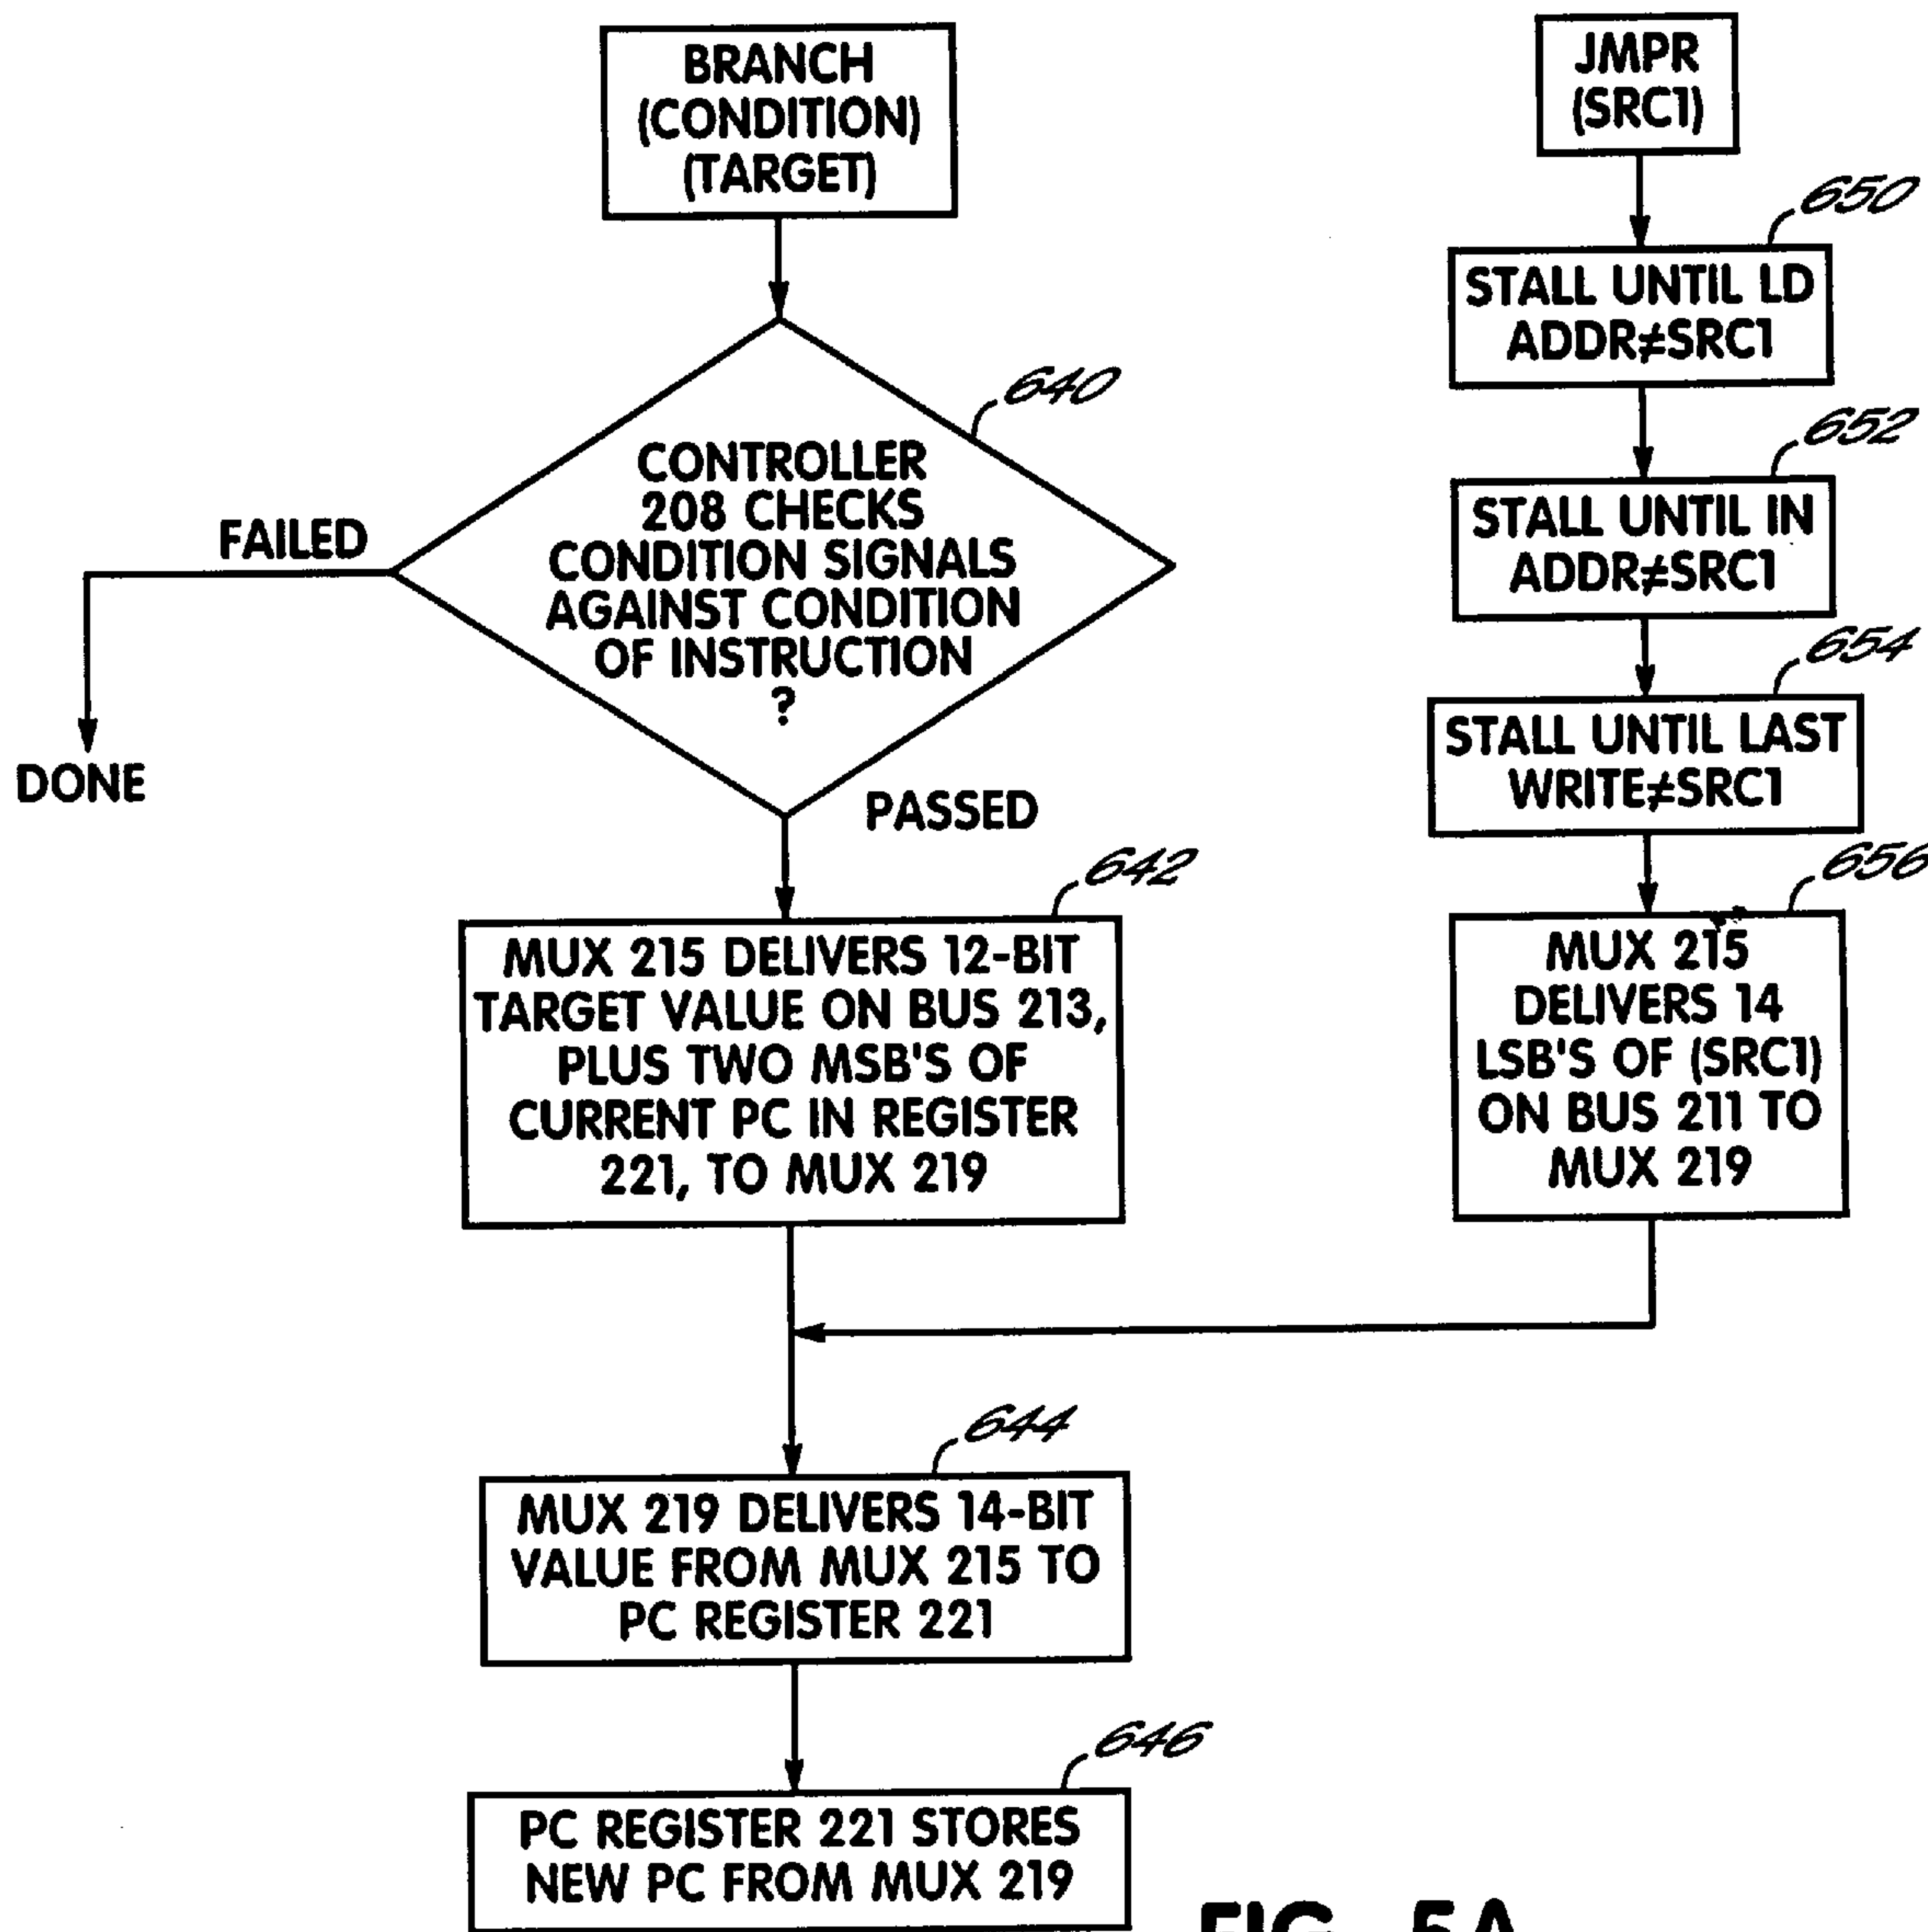 BRANCH
(CONDITION)
(TARGET)
640
CONTROLLER
208 CHECKS
CONDITION SIGNALS
AGAINST CONDITION
OF INSTRUCTION
?
FAILED
DONE
PASSED
642
MUX 215 DELIVERS 12-BIT
TARGET VALUE ON BUS 213,
PLUS TWO MSB'S OF
CURRENT PC IN REGISTER
221, TO MUX 219
644
MUX 219 DELIVERS 14-BIT
VALUE FROM MUX 215 TO
PC REGISTER 221
646
PC REGISTER 221 STORES
NEW PC FROM MUX 219
JMPR
(SRC1)
650
STALL UNTIL LD
ADDR≠SRC1
652
STALL UNTIL IN
ADDR≠SRC1
654
STALL UNTIL LAST
WRITE≠SRC1
656
MUX 215
DELIVERS 14
LSB'S OF (SRC1)
ON BUS 211 TO
MUX 219
FIG. 5A